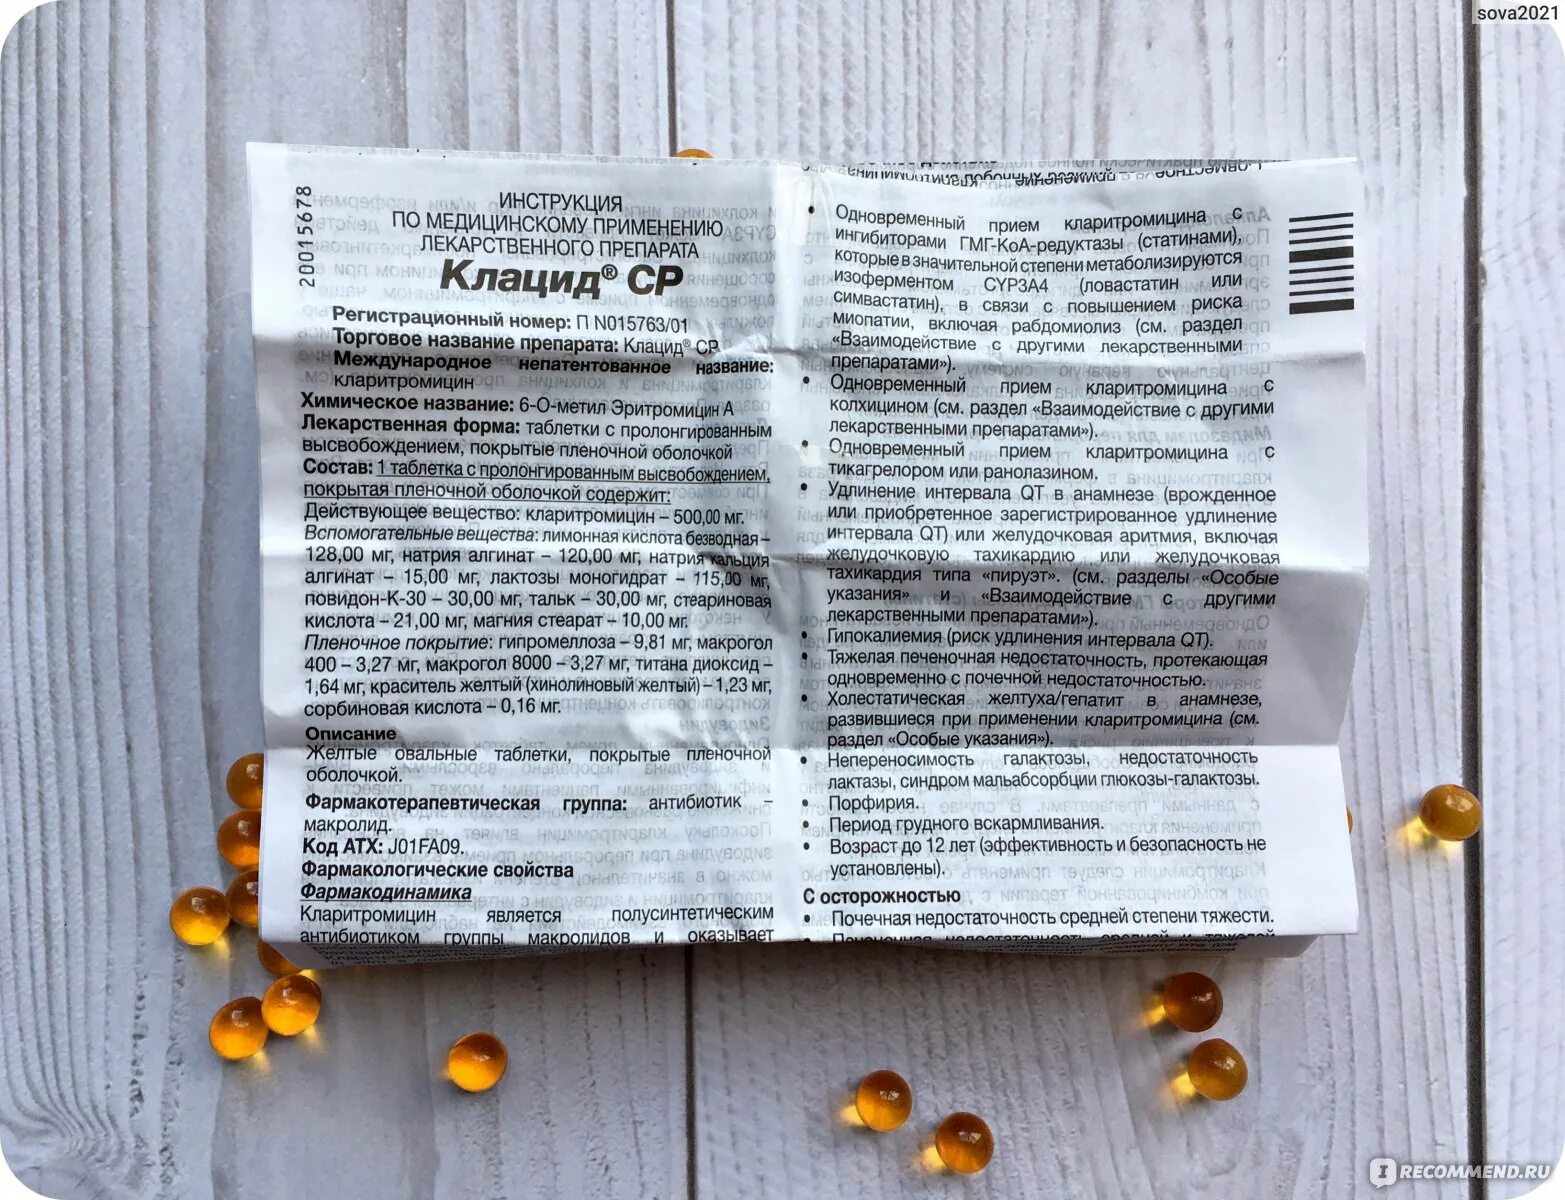 sova2021
20015678
ИНСТРУКЦИЯ
ПО МЕДИЦИНСКОМУ ПРИМЕНЕНИЮ
ЛЕКАРСТВЕННОГО ПРЕПАРАТА
Клацид® СР
Регистрационный номер: П N015763/01
Торговое название препарата: Клацид® СР
Международное непатентованное название:
кларитромицин
Химическое название: 6-О-метил Эритромицин А
Лекарственная форма: таблетки с пролонгированным
высвобождением, покрытые пленочной оболочкой
Состав: 1 таблетка с пролонгированным высвобождением,
покрытая пленочной оболочкой содержит:
Действующее вещество: кларитромицин – 500,00 мг.
Вспомогательные вещества: лимонная кислота безводная –
128,00 мг, натрия алгинат – 120,00 мг, натрия кальция
алгинат – 15,00 мг, лактозы моногидрат – 115,00 мг,
повидон-К-30 – 30,00 мг, тальк – 30,00 мг, стеариновая
кислота – 21,00 мг, магния стеарат – 10,00 мг.
Пленочное покрытие: гипромеллоза – 9,81 мг, макрогол
400 – 3,27 мг, макрогол 8000 – 3,27 мг, титана диоксид –
1,64 мг, краситель желтый (хинолиновый желтый) – 1,23 мг,
сорбиновая кислота – 0,16 мг.
Описание
Желтые овальные таблетки, покрытые пленочной
оболочкой.
Фармакотерапевтическая группа: антибиотик –
макролид.
Код АТХ: J01FA09.
Фармакологические свойства
Фармакодинамика
Кларитромицин является полусинтетическим
антибиотиком группы макролидов и оказывает
• Одновременный прием кларитромицина с
ингибиторами ГМГ-КоА-редуктазы (статинами),
которые в значительной степени метаболизируются
изоферментом CYP3A4 (ловастатин или
симвастатин), в связи с повышением риска
миопатии, включая рабдомиолиз (см. раздел
«Взаимодействие с другими лекарственными
препаратами»).
• Одновременный прием кларитромицина с
колхицином (см. раздел «Взаимодействие с другими
лекарственными препаратами»).
• Одновременный прием кларитромицина с
тикагрелором или ранолазином.
• Удлинение интервала QT в анамнезе (врожденное
или приобретенное зарегистрированное удлинение
интервала QT) или желудочковая аритмия, включая
желудочковую тахикардию или желудочковая
тахикардия типа «пируэт». (см. разделы «Особые
указания» и «Взаимодействие с другими
лекарственными препаратами»).
• Гипокалиемия (риск удлинения интервала QT).
• Тяжелая печеночная недостаточность, протекающая
одновременно с почечной недостаточностью.
• Холестатическая желтуха/гепатит в анамнезе,
развившиеся при применении кларитромицина (см.
раздел «Особые указания»).
• Непереносимость галактозы, недостаточность
лактазы, синдром мальабсорбции глюкозы-галактозы.
• Порфирия.
• Период грудного вскармливания.
• Возраст до 12 лет (эффективность и безопасность не
установлены).
С осторожностью
• Почечная недостаточность средней степени тяжести.
• Печеночная недостаточность средней и тяжелой
IRECOMMEND.RU